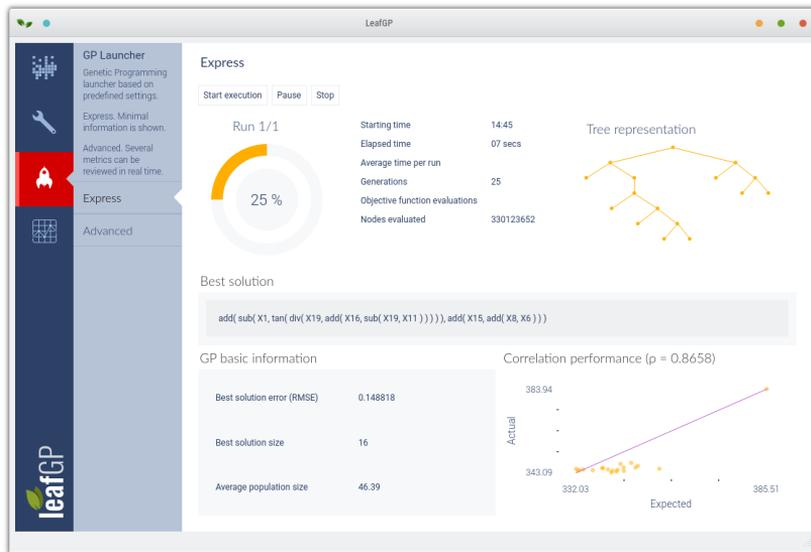 LeafGP
GP Launcher
Genetic Programming
launcher based on
predefined settings.
Express. Minimal
information is shown.
Advanced. Several
metrics can be
reviewed in real time.
Express
Advanced
leafGP
Express
Start execution Pause Stop
Run 1/1
25 %
Starting time 14:45
Elapsed time 07 secs
Average time per run
Generations 25
Objective function evaluations
Nodes evaluated 330123652
Tree representation
Best solution
add( sub( X1, tan( div( X19, add( X16, sub( X19, X11 ) ) ) ) ), add( X15, add( X8, X6 ) ) )
GP basic information
Best solution error (RMSE) 0.148818
Best solution size 16
Average population size 46.39
Correlation performance (ρ = 0.8658)
383.94
Actual
343.09
332.03 385.51
Expected